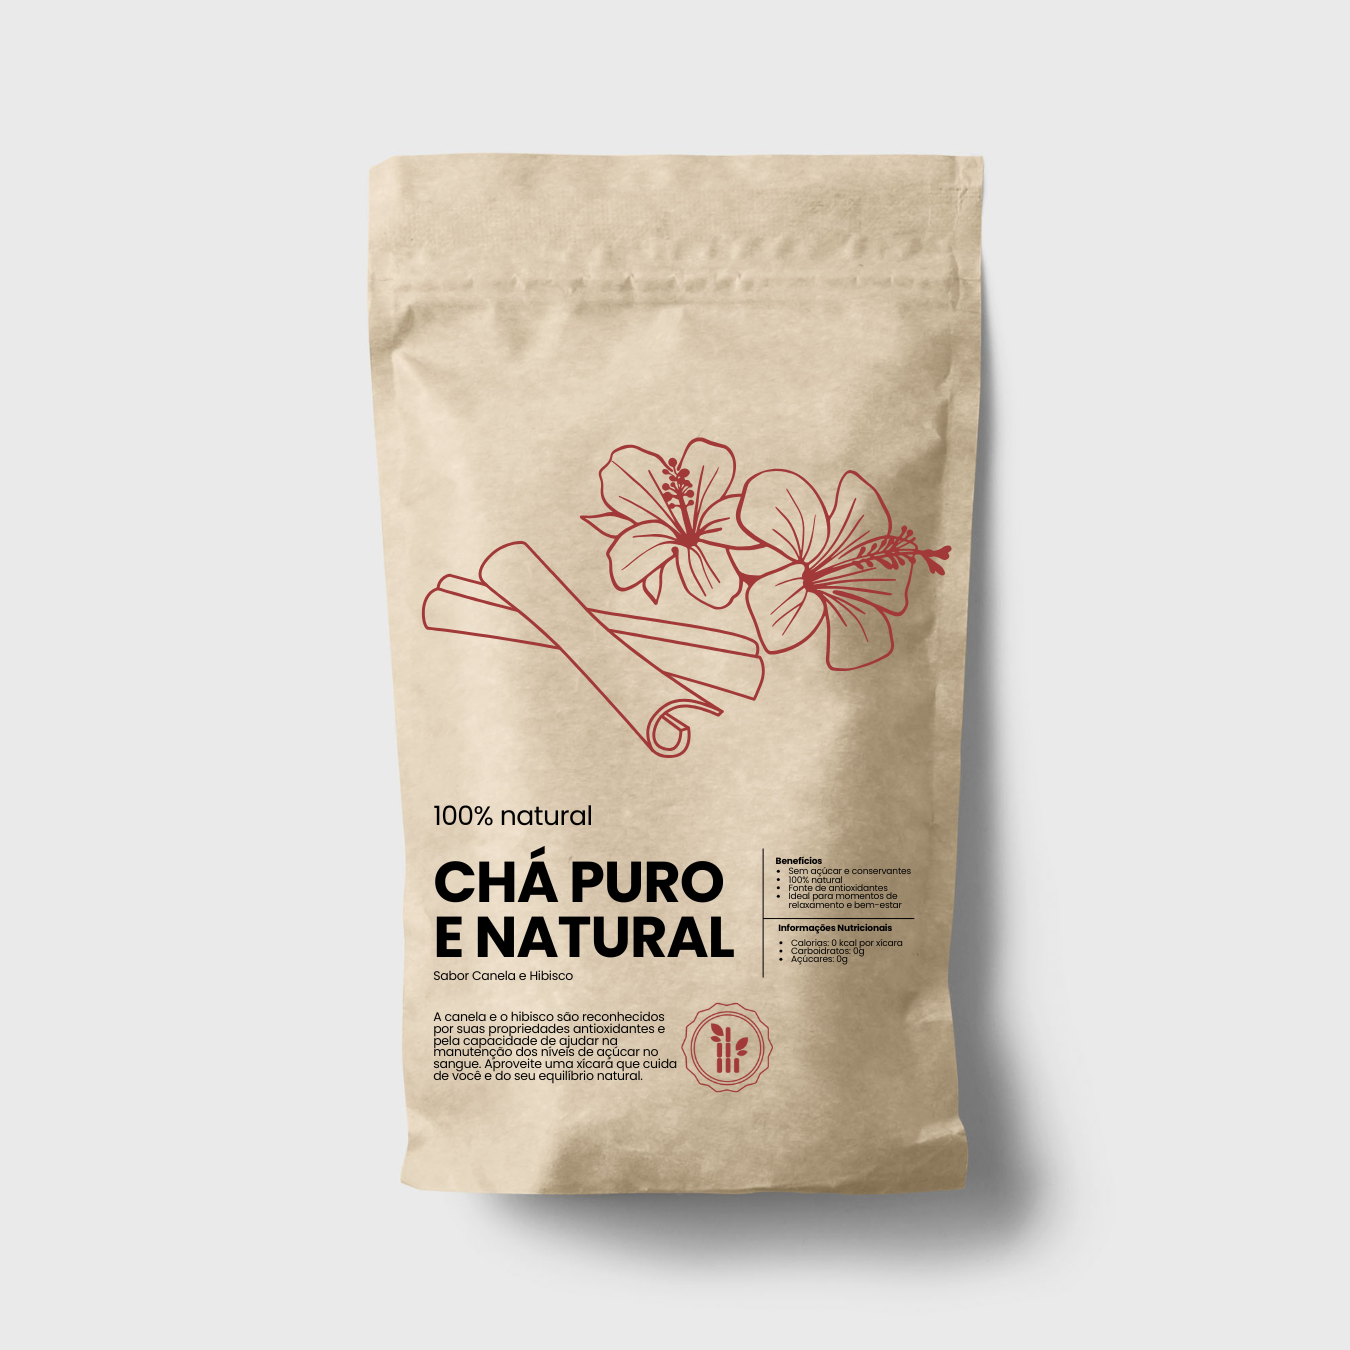 100% natural
CHÁ PURO
E NATURAL
Sabor Canela e Hibisco
Benefícios
• Sem açúcar e conservantes
• 100% natural
• Fonte de antioxidantes
• Ideal para momentos de
relaxamento e bem-estar
Informações Nutricionais
• Calorias: 0 kcal por xícara
• Carboidratos: 0g
• Açúcares: 0g
A canela e o hibisco são reconhecidos
por suas propriedades antioxidantes e
pela capacidade de ajudar na
manutenção dos níveis de açúcar no
sangue. Aproveite uma xícara que cuida
de você e do seu equilíbrio natural.